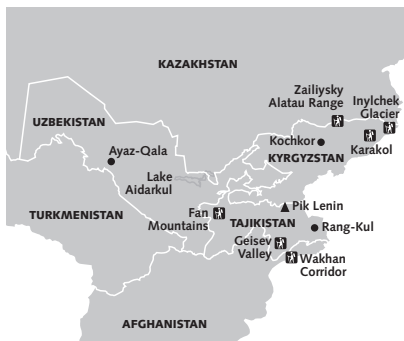 KAZAKHSTAN
Zailiysky
Alatau Range
Inylchek
Glacier
UZBEKISTAN
Ayaz-Qala
Kochkor
KYRGYZSTAN
Karakol
Lake
Aidarkul
TURKMENISTAN
Fan
Mountains
TAJIKISTAN
Pik Lenin
Rang-Kul
Geisev
Valley
Wakhan
Corridor
AFGHANISTAN